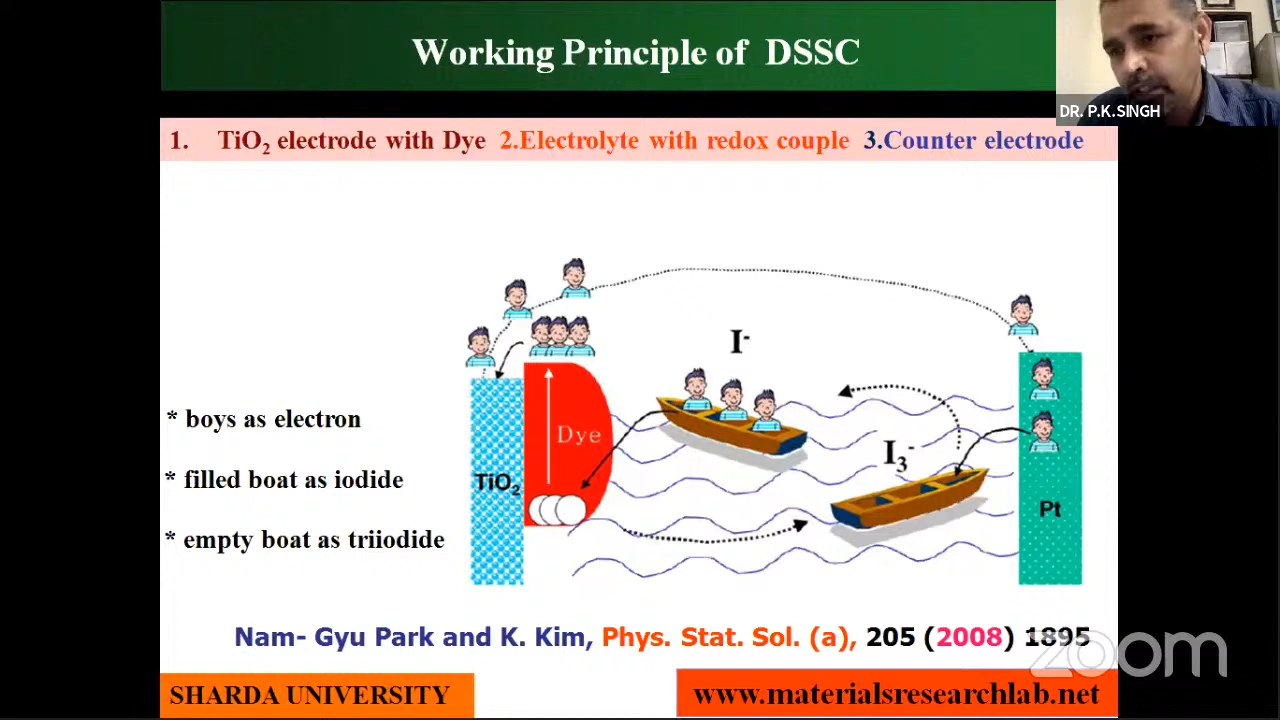 Working Principle of DSSC
DR. P.K.SINGH
1. TiO2 electrode with Dye 2.Electrolyte with redox couple 3.Counter electrode
I-
Dye
I3-
TiO2
Pt
* boys as electron
* filled boat as iodide
* empty boat as triiodide
Nam- Gyu Park and K. Kim, Phys. Stat. Sol. (a), 205 (2008) 1895
zoom
SHARDA UNIVERSITY
www.materialsresearchlab.net